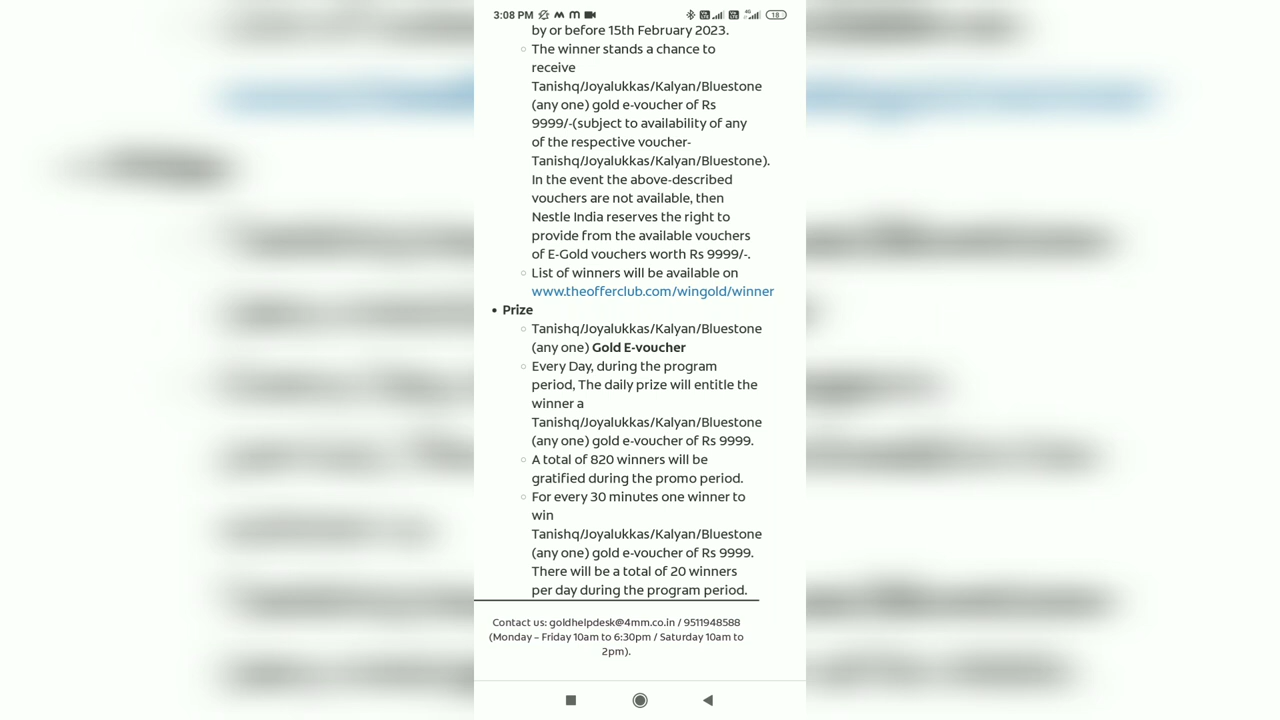 3:08 PM
18
by or before 15th February 2023.
The winner stands a chance to
receive
Tanishq/Joyalukkas/Kalyan/Bluestone
(any one) gold e-voucher of Rs
9999/-(subject to availability of any
of the respective voucher-
Tanishq/Joyalukkas/Kalyan/Bluestone).
In the event the above-described
vouchers are not available, then
Nestle India reserves the right to
provide from the available vouchers
of E-Gold vouchers worth Rs 9999/-.
List of winners will be available on
www.theofferclub.com/wingold/winner
• Prize
Tanishq/Joyalukkas/Kalyan/Bluestone
(any one) Gold E-voucher
Every Day, during the program
period, The daily prize will entitle the
winner a
Tanishq/Joyalukkas/Kalyan/Bluestone
(any one) gold e-voucher of Rs 9999.
A total of 820 winners will be
gratified during the promo period.
For every 30 minutes one winner to
win
Tanishq/Joyalukkas/Kalyan/Bluestone
(any one) gold e-voucher of Rs 9999.
There will be a total of 20 winners
per day during the program period.
Contact us: goldhelpdesk@4mm.co.in / 9511948588
(Monday – Friday 10am to 6:30pm / Saturday 10am to
2pm).